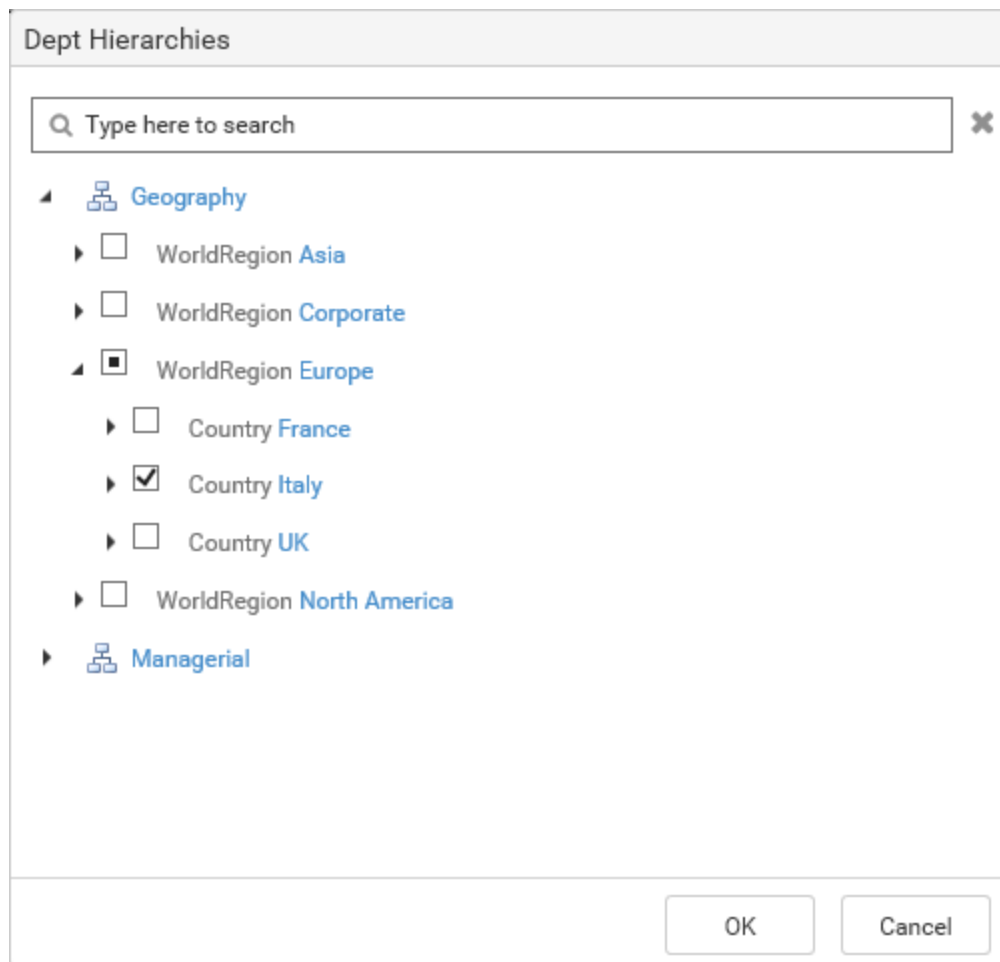 Dept Hierarchies
Type here to search
Geography
WorldRegion Asia
WorldRegion Corporate
WorldRegion Europe
Country France
Country Italy
Country UK
WorldRegion North America
Managerial
OK Cancel